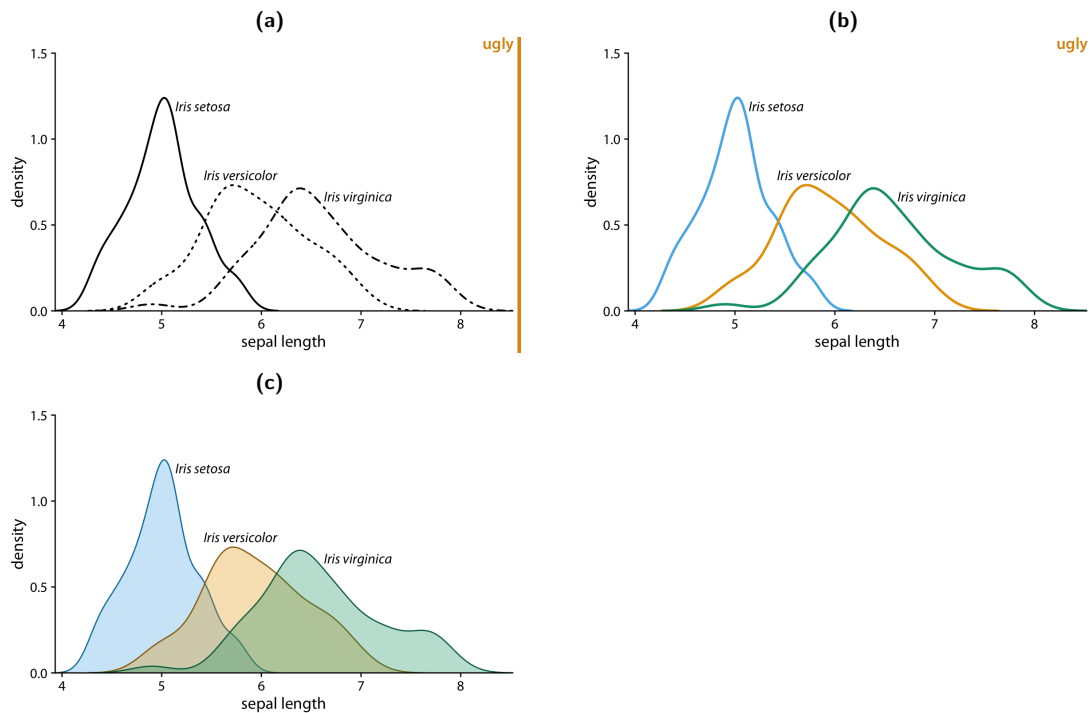 (a)
ugly
1.5
1.0
0.5
0.0
density
Iris setosa
Iris versicolor
Iris virginica
4 5 6 7 8
sepal length
(b)
ugly
1.5
1.0
0.5
0.0
density
Iris setosa
Iris versicolor
Iris virginica
4 5 6 7 8
sepal length
(c)
1.5
1.0
0.5
0.0
density
Iris setosa
Iris versicolor
Iris virginica
4 5 6 7 8
sepal length